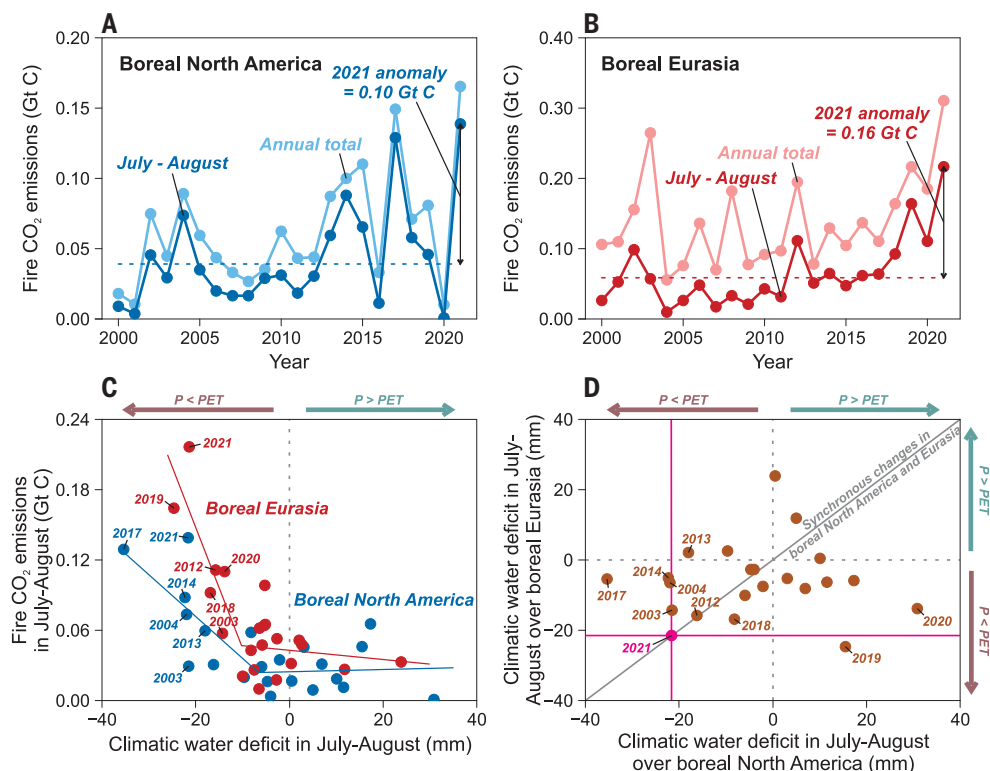 A
Fire CO2 emissions (Gt C)
0.20
0.15
0.10
0.05
0.00
Boreal North America
2021 anomaly
= 0.10 Gt C
July - August
Annual total
2000
2005
2010
2015
2020
Year
B
Fire CO2 emissions (Gt C)
0.40
0.30
0.20
0.10
0.00
Boreal Eurasia
2021 anomaly
= 0.16 Gt C
Annual total
July - August
2000
2005
2010
2015
2020
Year
C
P < PET
P > PET
Fire CO2 emissions
in July-August (Gt C)
0.24
0.18
0.12
0.06
0.00
2021
2019
2017
2021
Boreal Eurasia
2012
2020
2014
2018
Boreal North America
2004
2003
2013
2003
−40
−20
0
20
40
Climatic water deficit in July-August (mm)
D
P < PET
P > PET
Climatic water deficit in July-
August over boreal Eurasia (mm)
40
20
0
−20
−40
Synchronous changes in
boreal North America and Eurasia
2013
2014
2017
2004
2003
2012
2018
2020
2021
2019
P > PET
P < PET
−40
−20
0
20
40
Climatic water deficit in July-August
over boreal North America (mm)